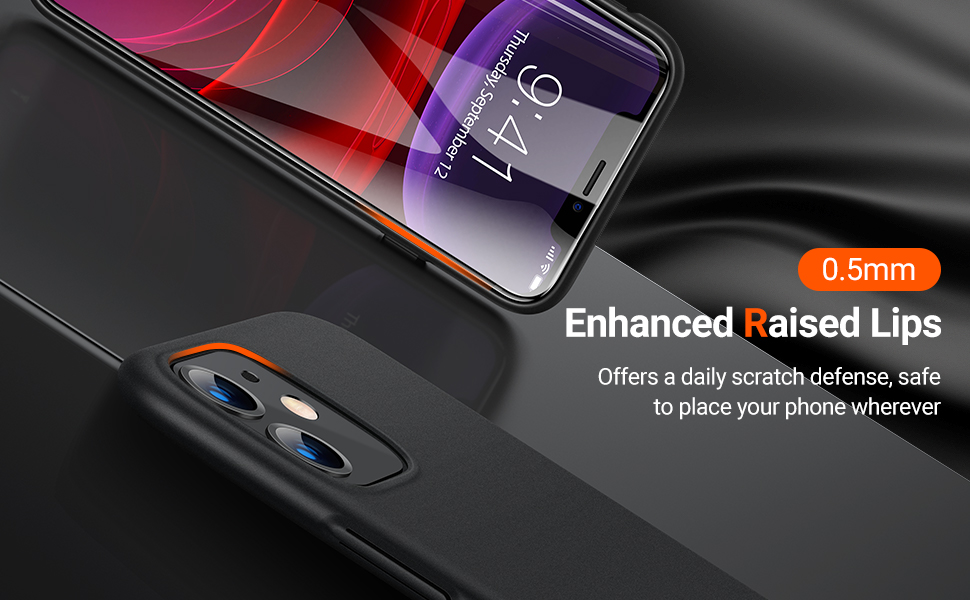 9:41
Thursday, September 12
0.5mm
Enhanced Raised Lips
Offers a daily scratch defense, safe
to place your phone wherever